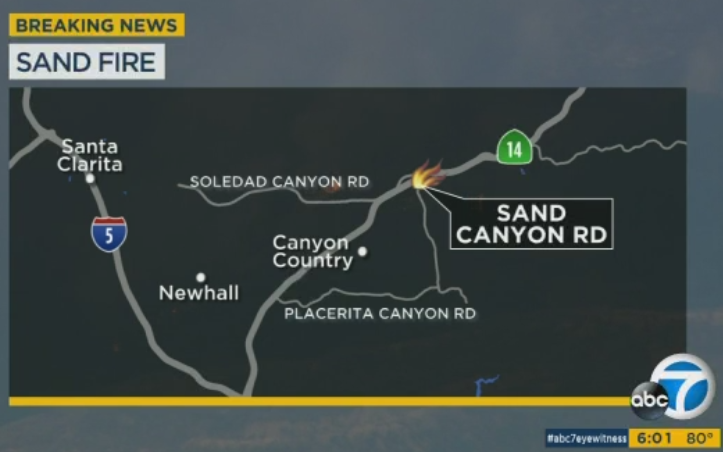 BREAKING NEWS
SAND FIRE
Santa
Clarita
14
SOLEDAD CANYON RD
SAND
CANYON RD
5
Canyon
Country
Newhall
PLACERITA CANYON RD
abc 7
#abc7eyewitness 6:01 80°